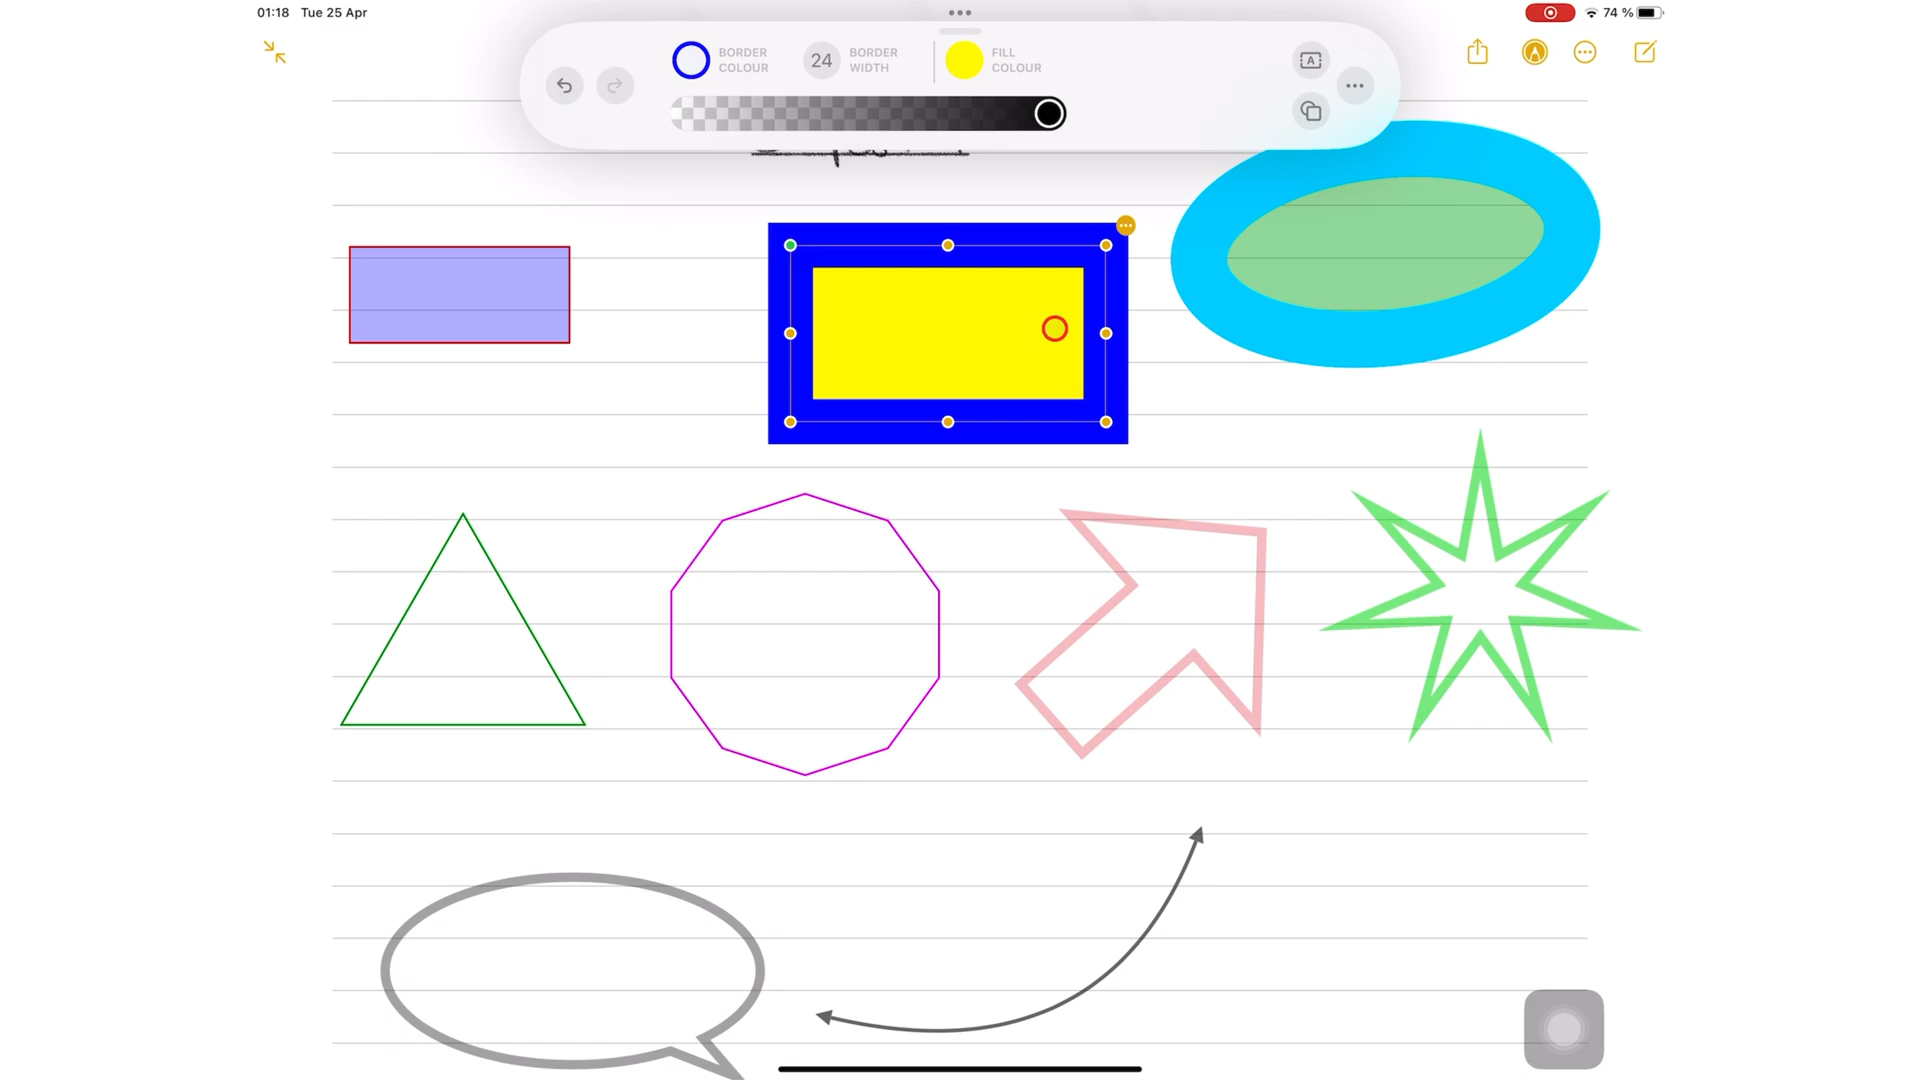 01:18 Tue 25 Apr
74 %
BORDER
COLOUR
24
BORDER
WIDTH
FILL
COLOUR
A